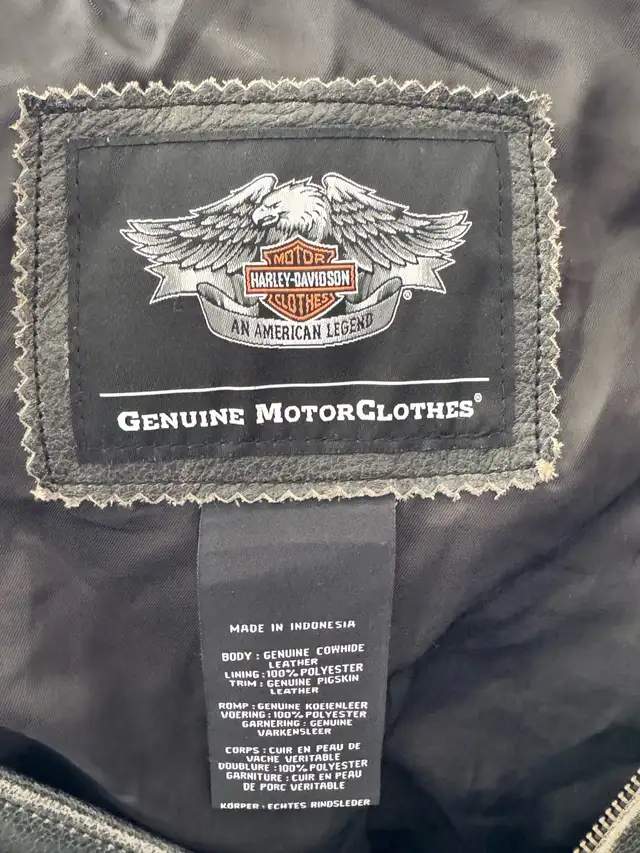 MOTOR
HARLEY-DAVIDSON
CLOTHES
®
AN AMERICAN LEGEND
GENUINE MOTORCLOTHES®
MADE IN INDONESIA
BODY : GENUINE COWHIDE
LEATHER
LINING : 100% POLYESTER
TRIM : GENUINE PIGSKIN
LEATHER
ROMP : GENUINE KOEIENLEER
VOERING : 100% POLYESTER
GARNERING : GENUINE
VARKENSLEER
CORPS : CUIR EN PEAU DE
VACHE VERITABLE
DOUBLURE : 100% POLYESTER
GARNITURE : CUIR EN PEAU
DE PORC VERITABLE
KÖRPER : ECHTES RINDSLEDER